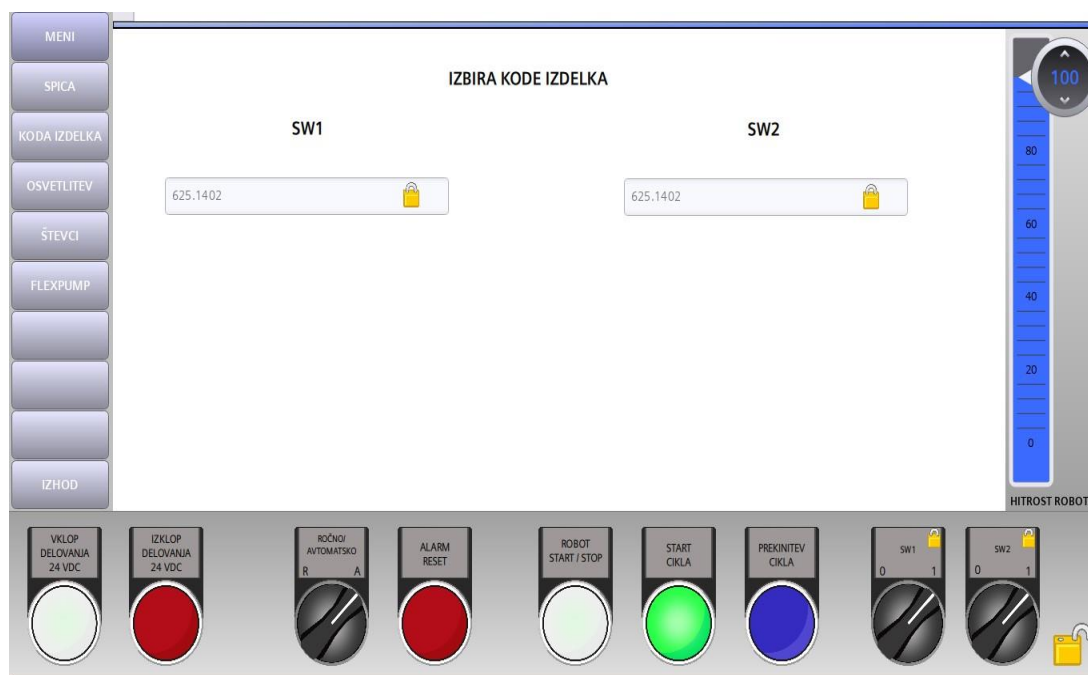 MENI
SPICA
KODA IZDELKA
OSVETLITEV
ŠTEVCI
FLEXPUMP
IZHOD
IZBIRA KODE IZDELKA
SW1
SW2
625.1402
625.1402
100
80
60
40
20
0
HITROST ROBOT
VKLOP
DELOVANJA
24 VDC
IZKLOP
DELOVANJA
24 VDC
ROČNO/
AVTOMATSKO
R A
ALARM
RESET
ROBOT
START / STOP
START
CIKLA
PREKINITEV
CIKLA
SW1
0 1
SW2
0 1